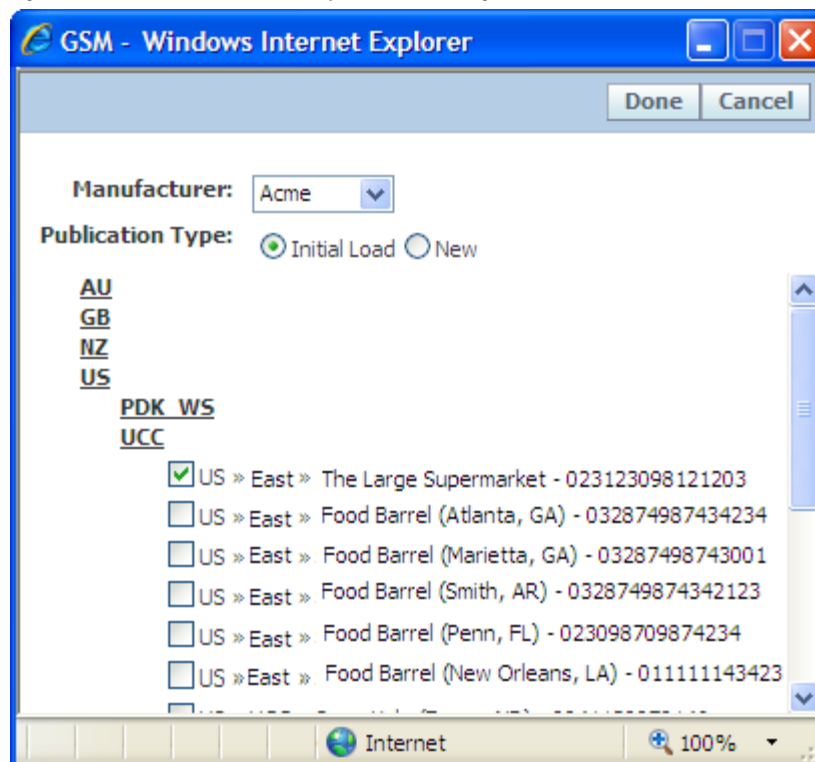 GSM - Windows Internet Explorer
Done Cancel
Manufacturer: Acme
Publication Type: Initial Load New
AU
GB
NZ
US
PDK_WS
UCC
US » East » The Large Supermarket - 023123098121203
US » East » Food Barrel (Atlanta, GA) - 032874987434234
US » East » Food Barrel (Marietta, GA) - 03287498743001
US » East » Food Barrel (Smith, AR) - 0328749874342123
US » East » Food Barrel (Penn, FL) - 023098709874234
US » East » Food Barrel (New Orleans, LA) - 011111143423
Internet 100%